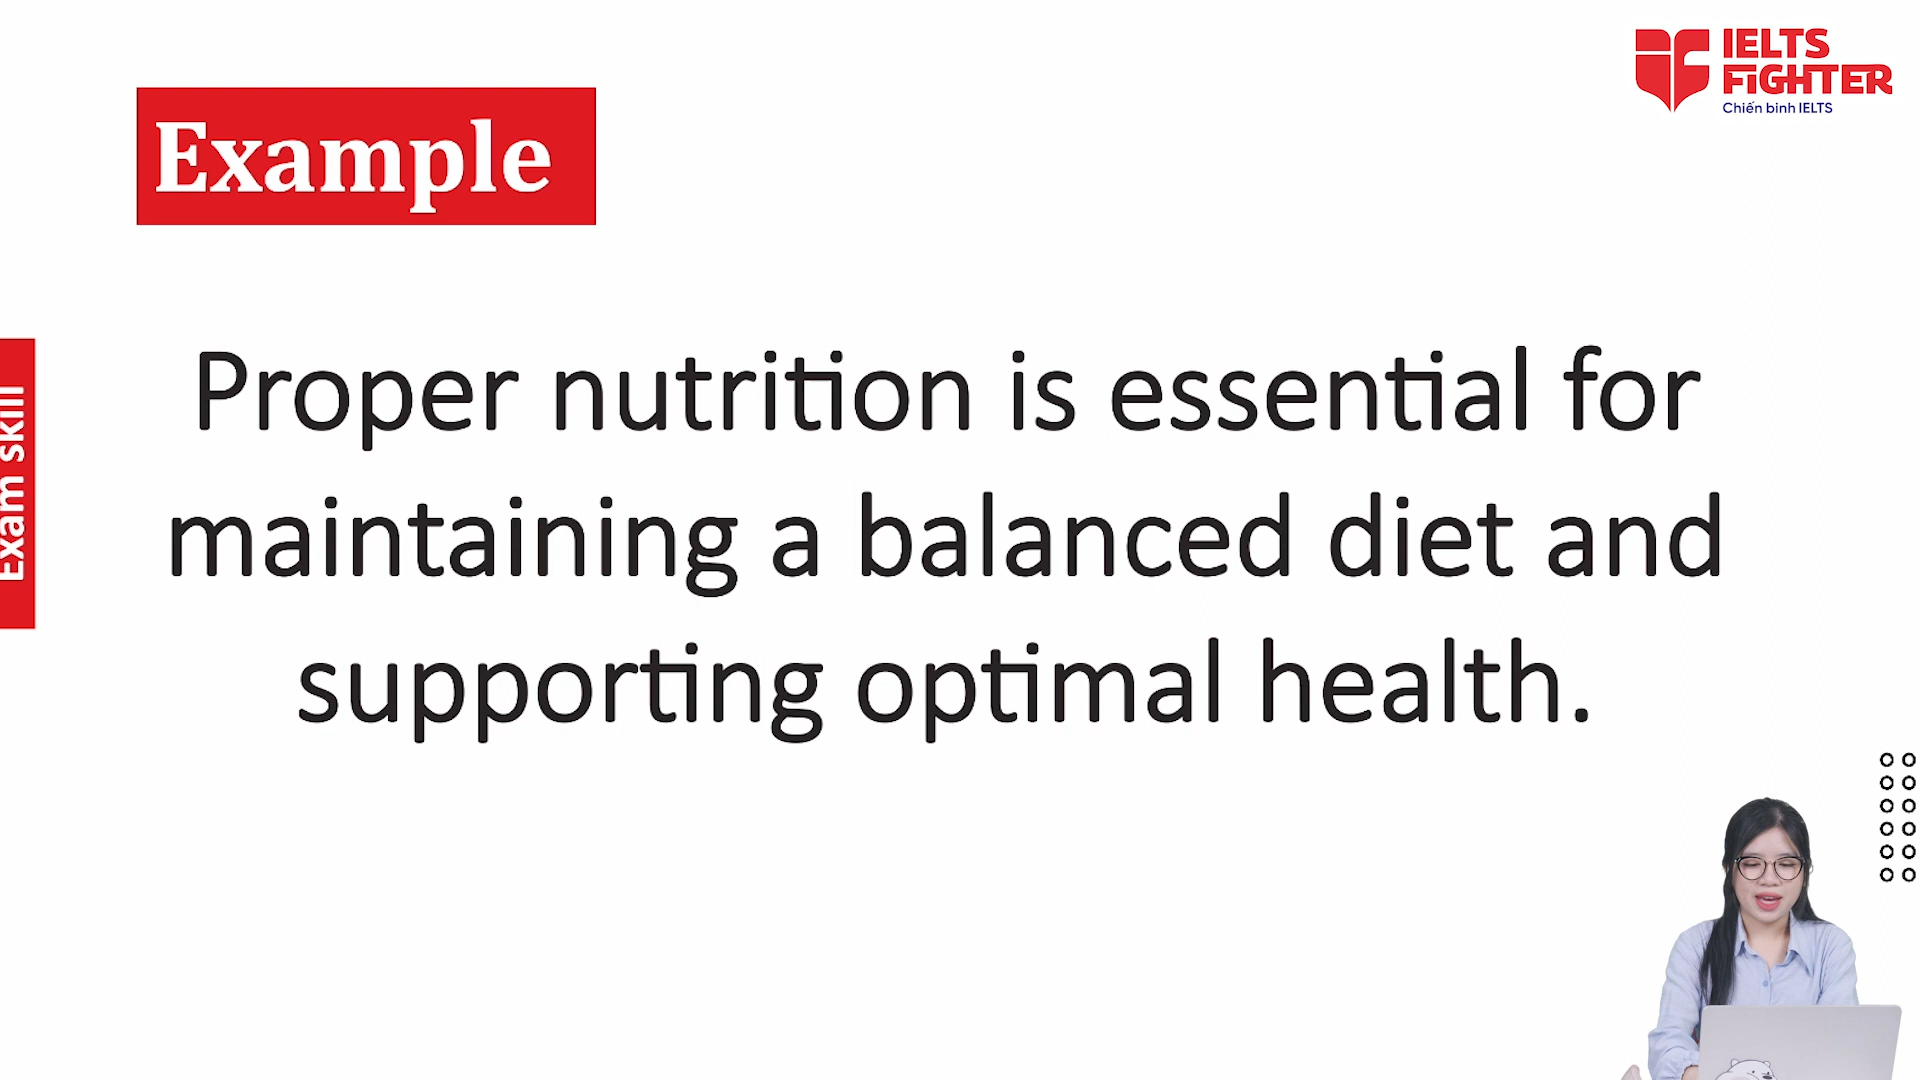 IELTS
FIGHTER
Chiến binh IELTS
Example
Exam skill
Proper nutrition is essential for
maintaining a balanced diet and
supporting optimal health.